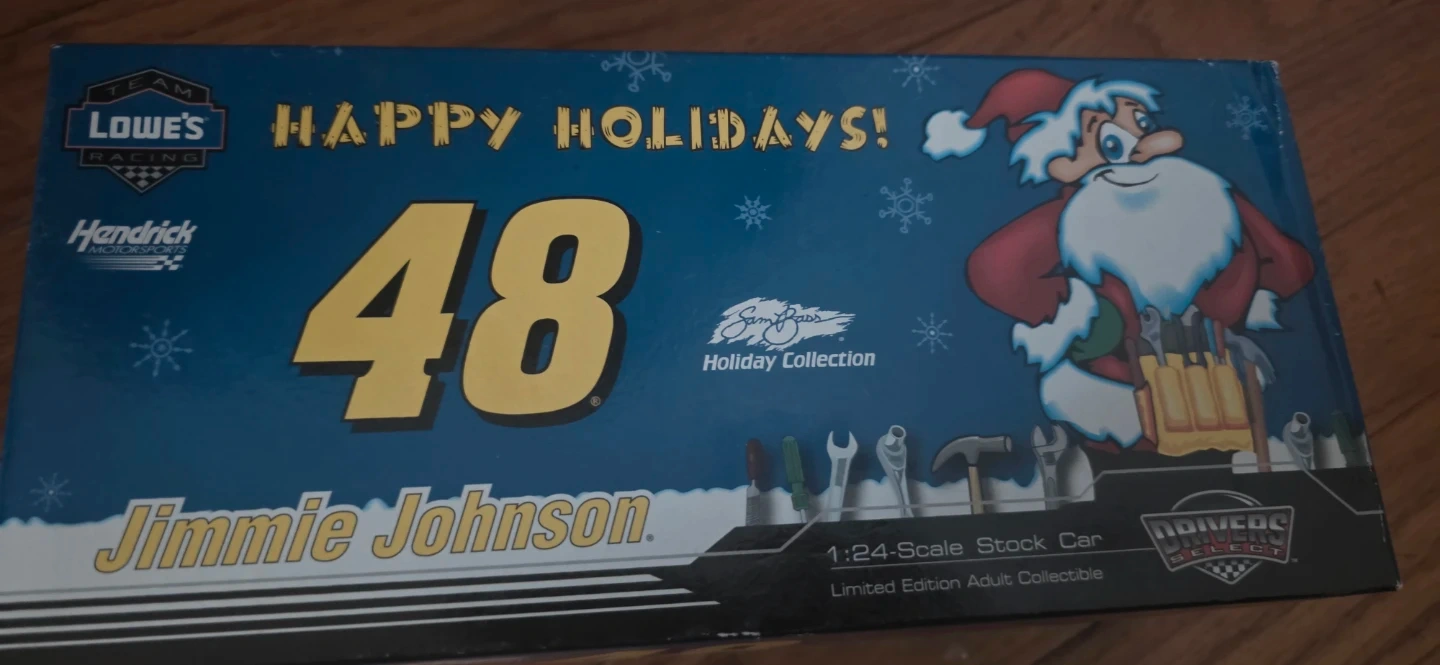 TEAM
LOWE'S
RACING
HAPPY HOLIDAYS!
Hendrick
MOTORSPORTS
48®
Sam Bass
Holiday Collection
Jimmie Johnson
1:24-Scale Stock Car
Limited Edition Adult Collectible
DRIVERS
SELECT™